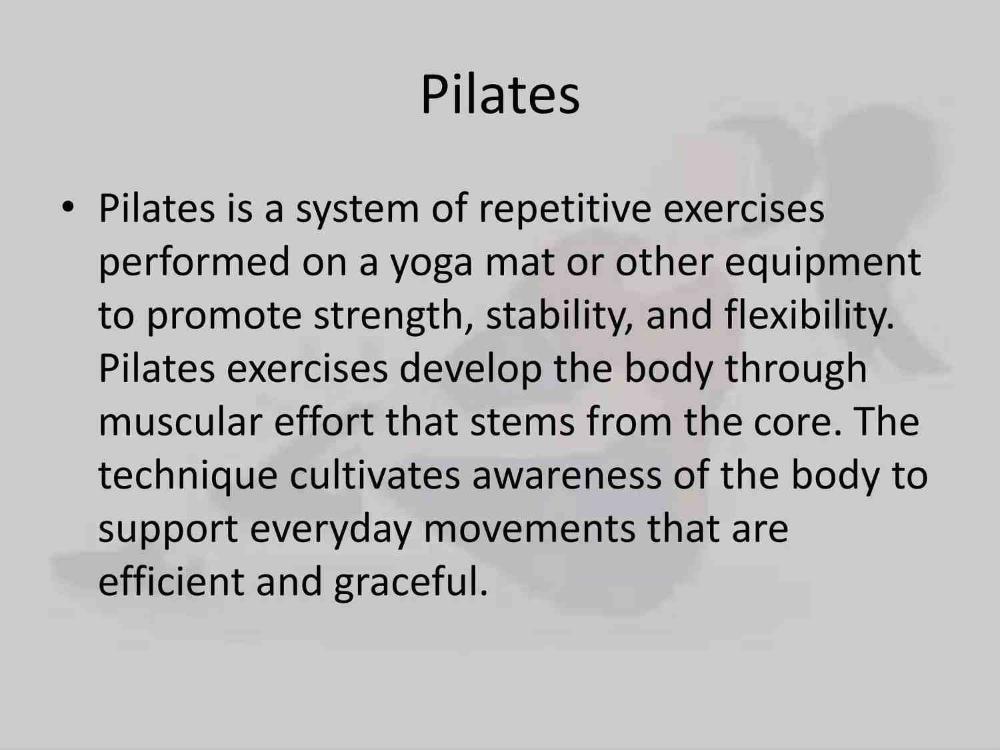 Pilates
• Pilates is a system of repetitive exercises
performed on a yoga mat or other equipment
to promote strength, stability, and flexibility.
Pilates exercises develop the body through
muscular effort that stems from the core. The
technique cultivates awareness of the body to
support everyday movements that are
efficient and graceful.